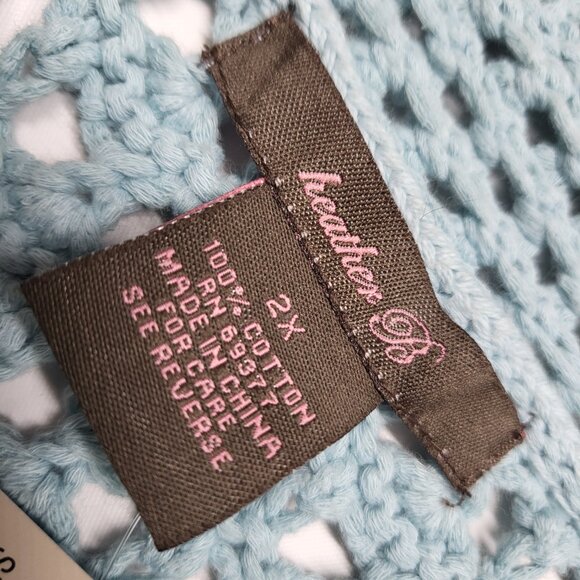 heather B
2X
100% COTTON
RN 69377
MADE IN CHINA
FOR CARE
SEE REVERSE
S